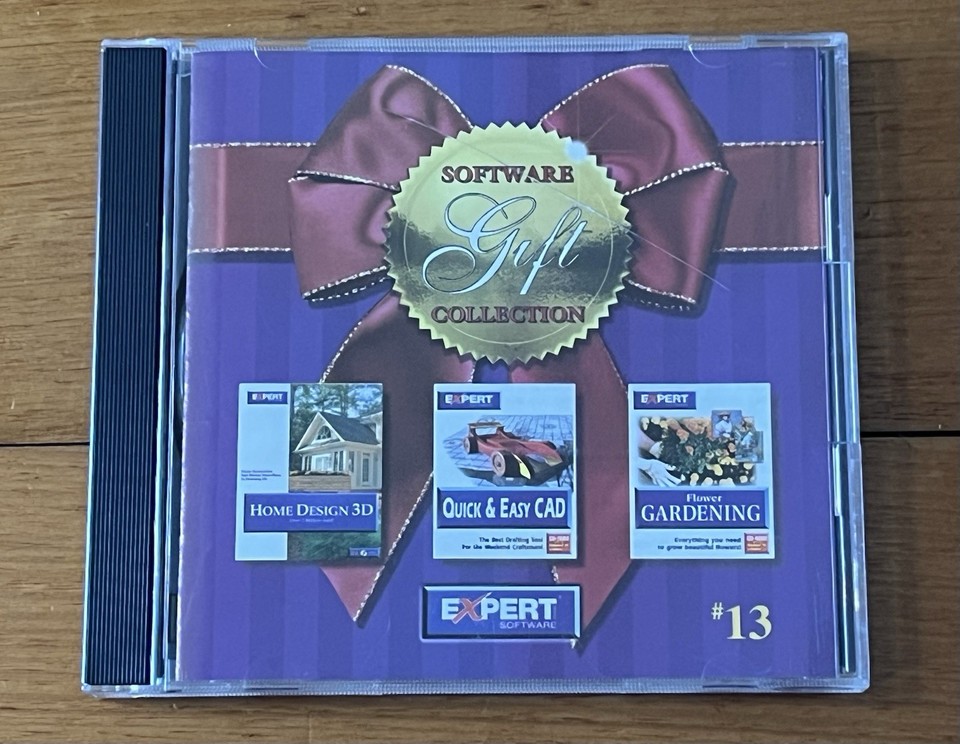 SOFTWARE
Gift
COLLECTION
EXPERT
HOME DESIGN 3D
EXPERT
QUICK & EASY CAD
The Best Drafting Tool
For the Weekend Craftsman!
EXPERT
Flower
GARDENING
Everything you need
to grow beautiful flowers!
EXPERT
SOFTWARE
#13